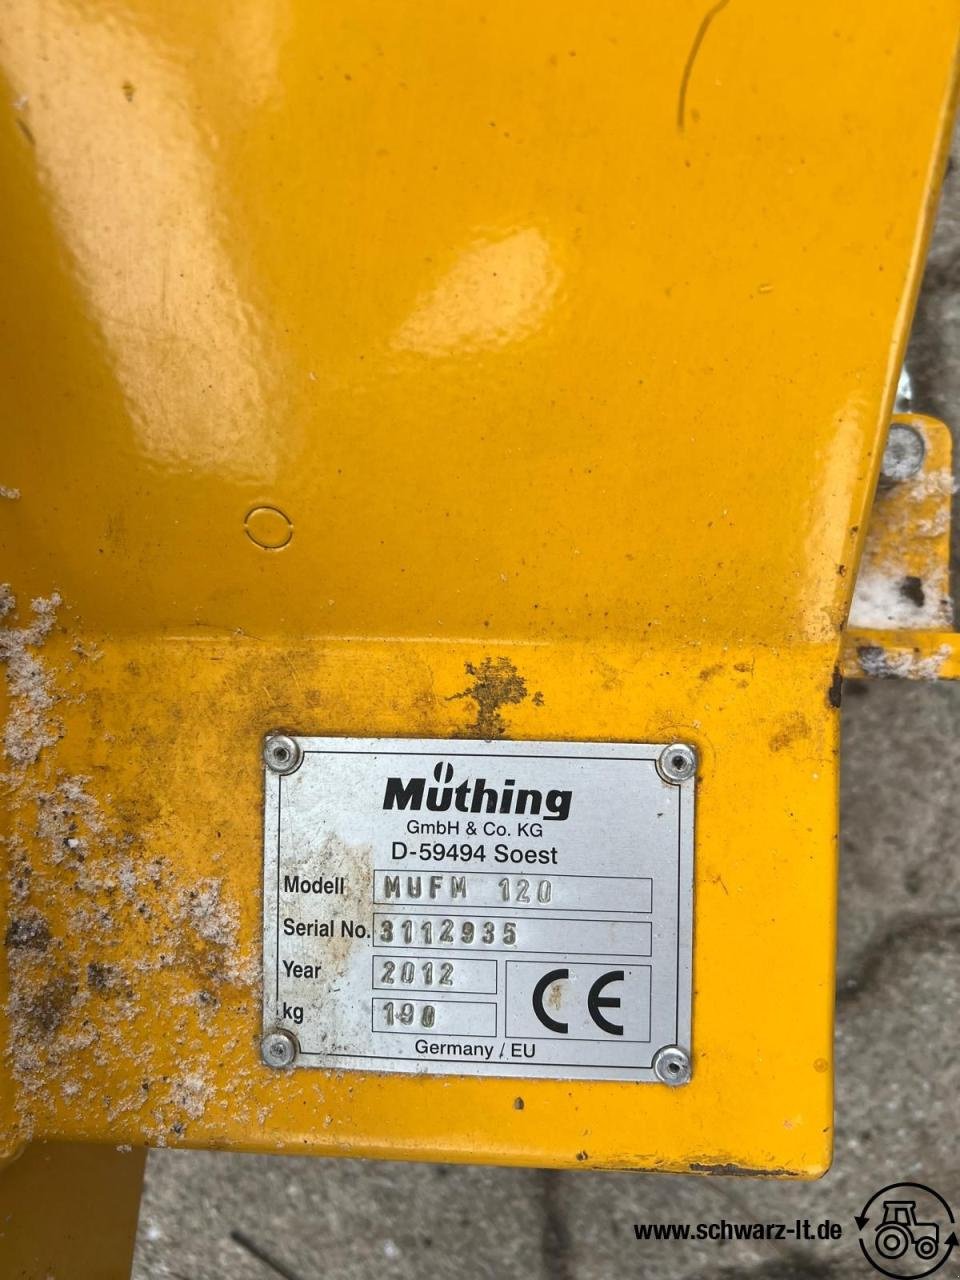 Müthing
GmbH & Co. KG
D-59494 Soest
Modell MUFM 120
Serial No. 3112935
Year 2012
kg 190
CE
Germany / EU
www.schwarz-lt.de